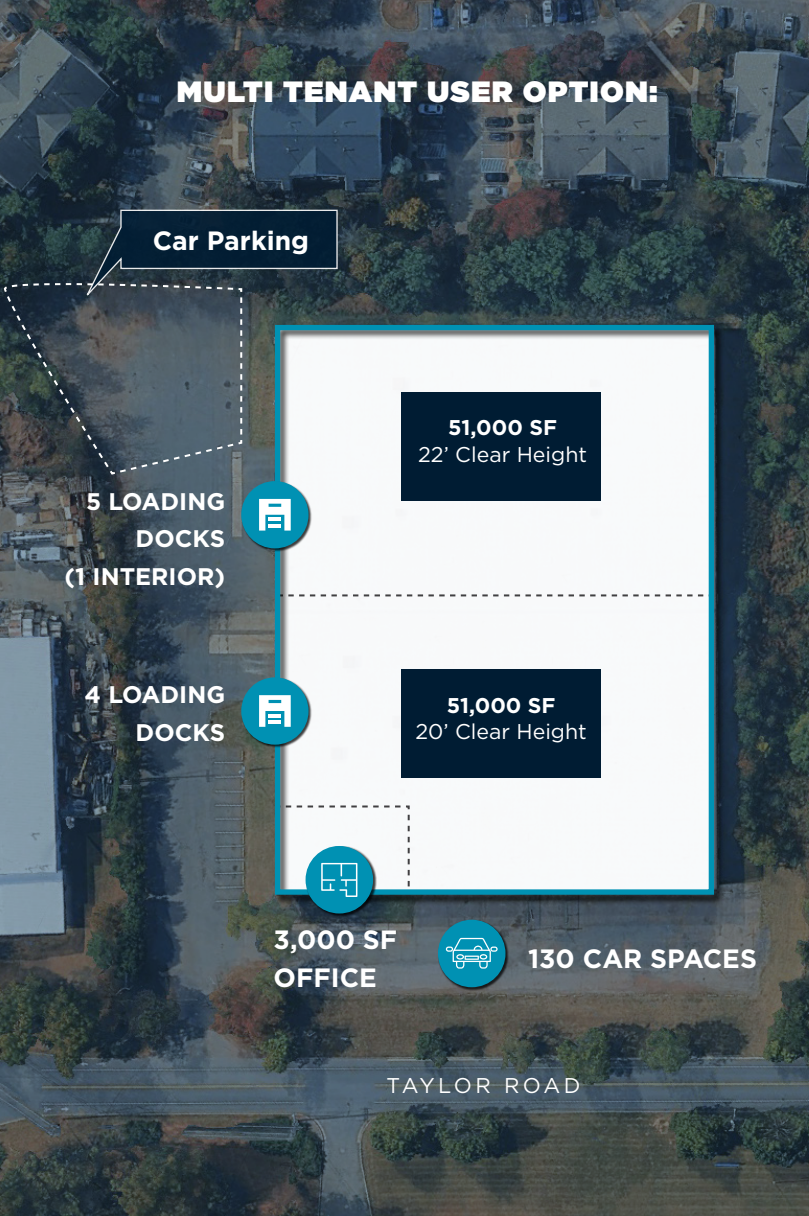 MULTI TENANT USER OPTION:
Car Parking
51,000 SF
22’ Clear Height
5 LOADING
DOCKS
(1 INTERIOR)
4 LOADING
DOCKS
51,000 SF
20’ Clear Height
3,000 SF
OFFICE
130 CAR SPACES
TAYLOR ROAD